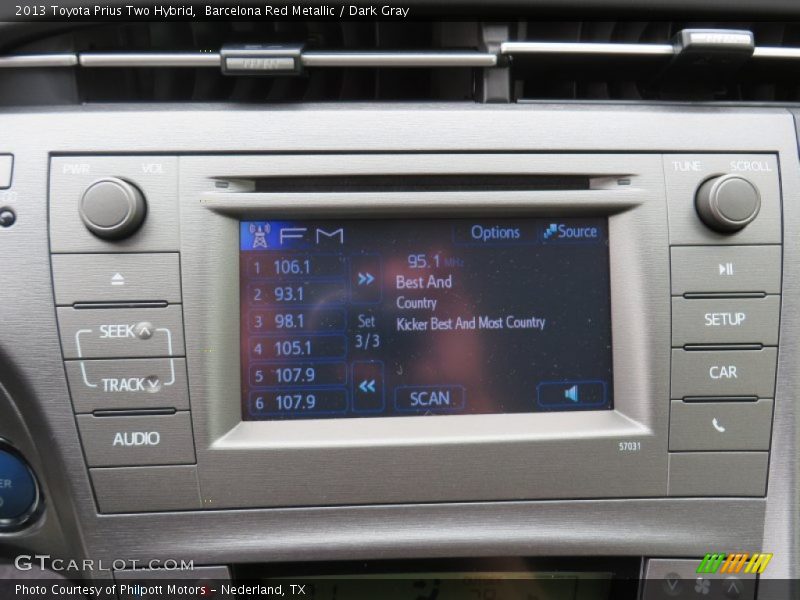 2013 Toyota Prius Two Hybrid, Barcelona Red Metallic / Dark Gray
PWR VOL
TUNE SCROLL
FM
Options
Source
1 106.1
2 93.1
3 98.1
4 105.1
5 107.9
6 107.9
Set
3/3
95.1 MHz
Best And
Country
Kicker Best And Most Country
SCAN
SEEK
TRACK
AUDIO
SETUP
CAR
57031
GTCARLOT.COM
Photo Courtesy of Philpott Motors - Nederland, TX